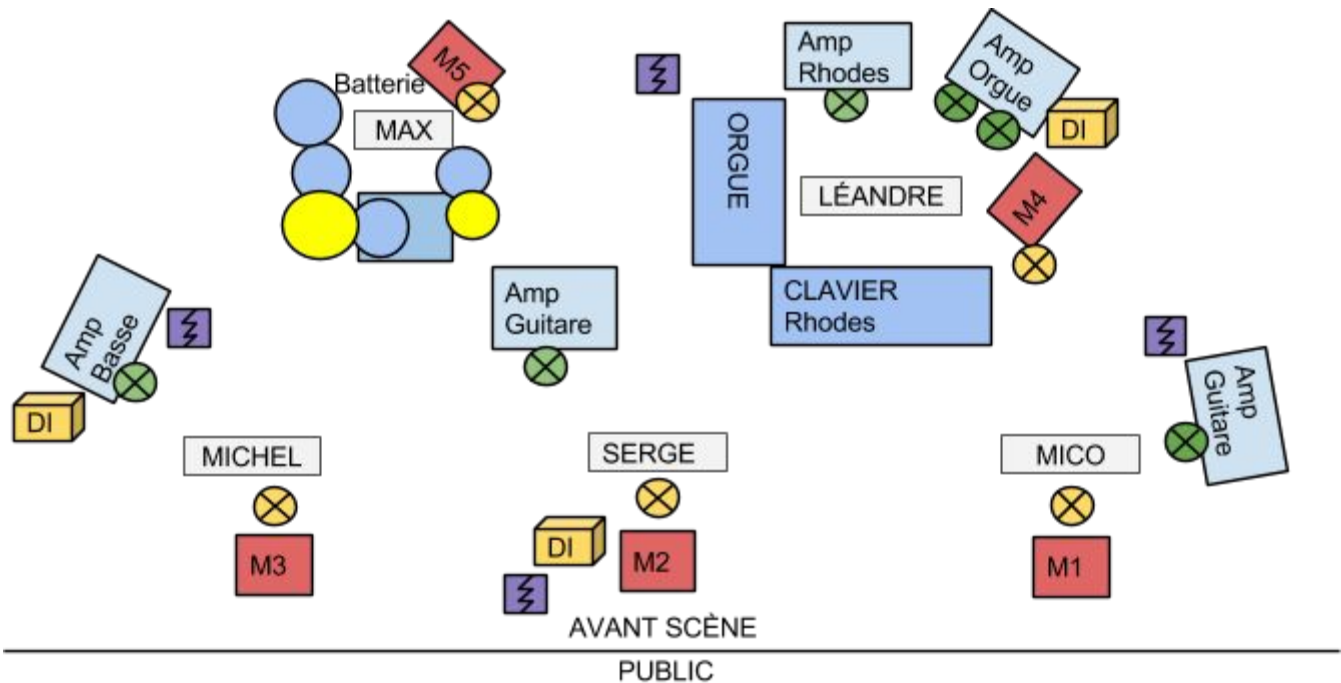 M5
Batterie
MAX
Amp
Rhodes
Amp
Orgue
DI
ORGUE
LÉANDRE
M4
Amp
Basse
DI
Amp
Guitare
CLAVIER
Rhodes
Amp
Guitare
MICHEL
SERGE
MICO
M3
DI
M2
M1
AVANT SCÈNE
PUBLIC